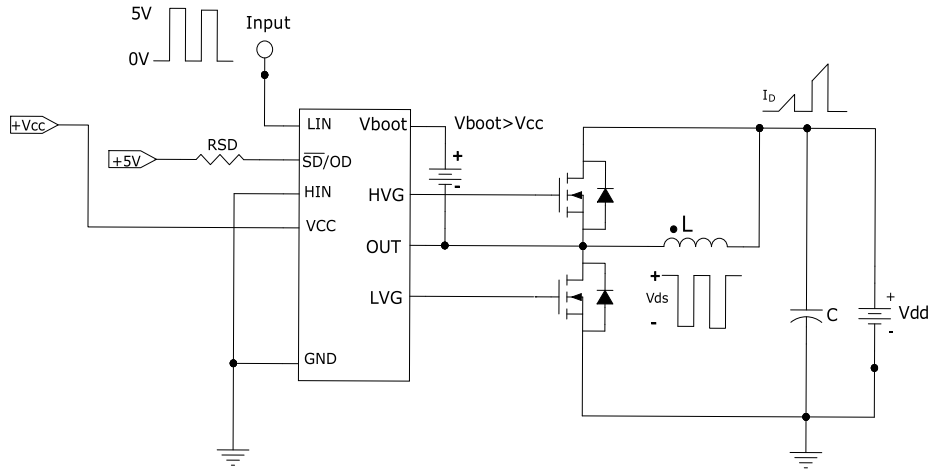 5V
0V
Input
+Vcc
+5V
RSD
LIN
SD/OD
HIN
VCC
GND
Vboot
HVG
OUT
LVG
Vboot>Vcc
+
-
L
+
Vds
-
ID
C
+
Vdd
-